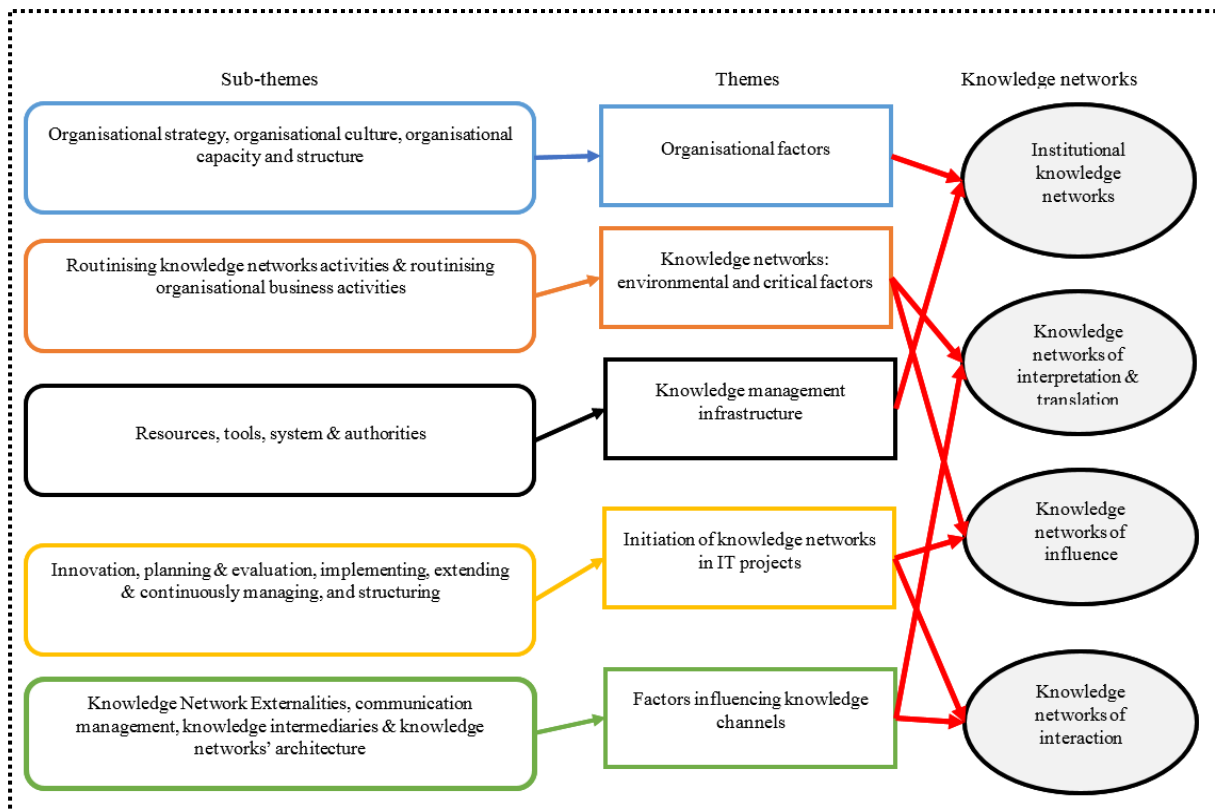 Sub-themes
Themes
Knowledge networks
Organisational strategy, organisational culture, organisational
capacity and structure
Organisational factors
Institutional
knowledge
networks
Routinising knowledge networks activities & routinising
organisational business activities
Knowledge networks:
environmental and critical factors
Knowledge
networks of
interpretation &
translation
Resources, tools, system & authorities
Knowledge management
infrastructure
Innovation, planning & evaluation, implementing, extending
& continuously managing, and structuring
Initiation of knowledge networks
in IT projects
Knowledge
networks of
influence
Knowledge Network Externalities, communication
management, knowledge intermediaries & knowledge
networks’ architecture
Factors influencing knowledge
channels
Knowledge
networks of
interaction